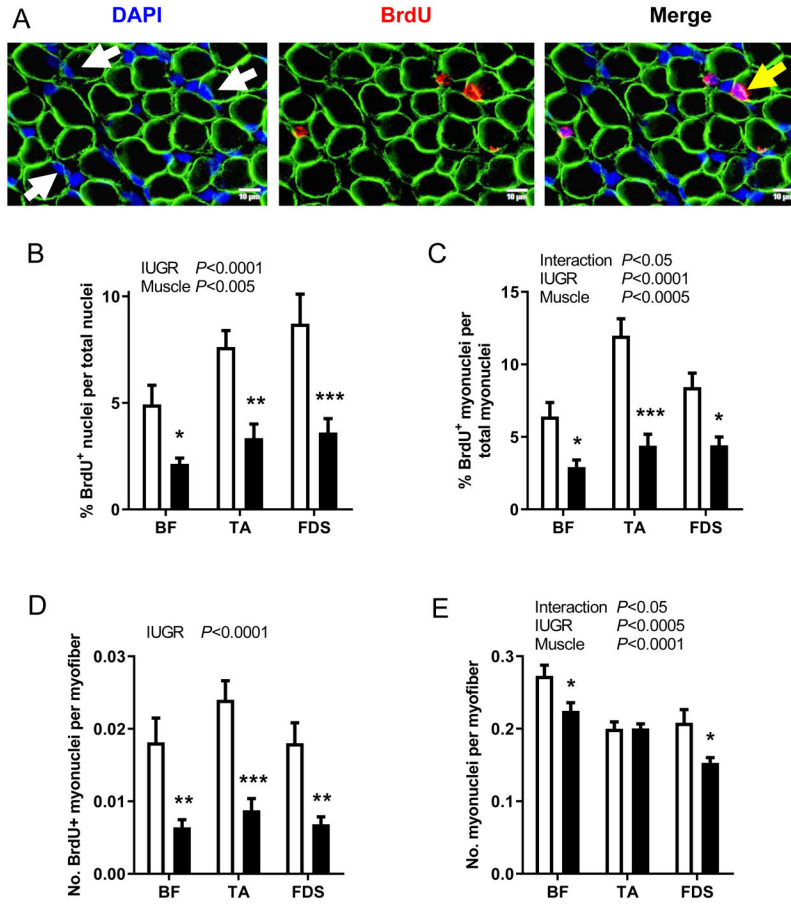 A
DAPI
BrdU
Merge
10 µm
10 µm
10 µm
B
IUGR P<0.0001
Muscle P<0.005
% BrdU+ nuclei per total nuclei
10
5
0
*
**
***
BF TA FDS
C
Interaction P<0.05
IUGR P<0.0001
Muscle P<0.0005
% BrdU+ myonuclei per
total myonuclei
15
10
5
0
*
***
*
BF TA FDS
D
IUGR P<0.0001
No. BrdU+ myonuclei per myofiber
0.03
0.02
0.01
0.00
**
***
**
BF TA FDS
E
Interaction P<0.05
IUGR P<0.0005
Muscle P<0.0001
No. myonuclei per myofiber
0.3
0.2
0.1
0.0
*
*
BF TA FDS